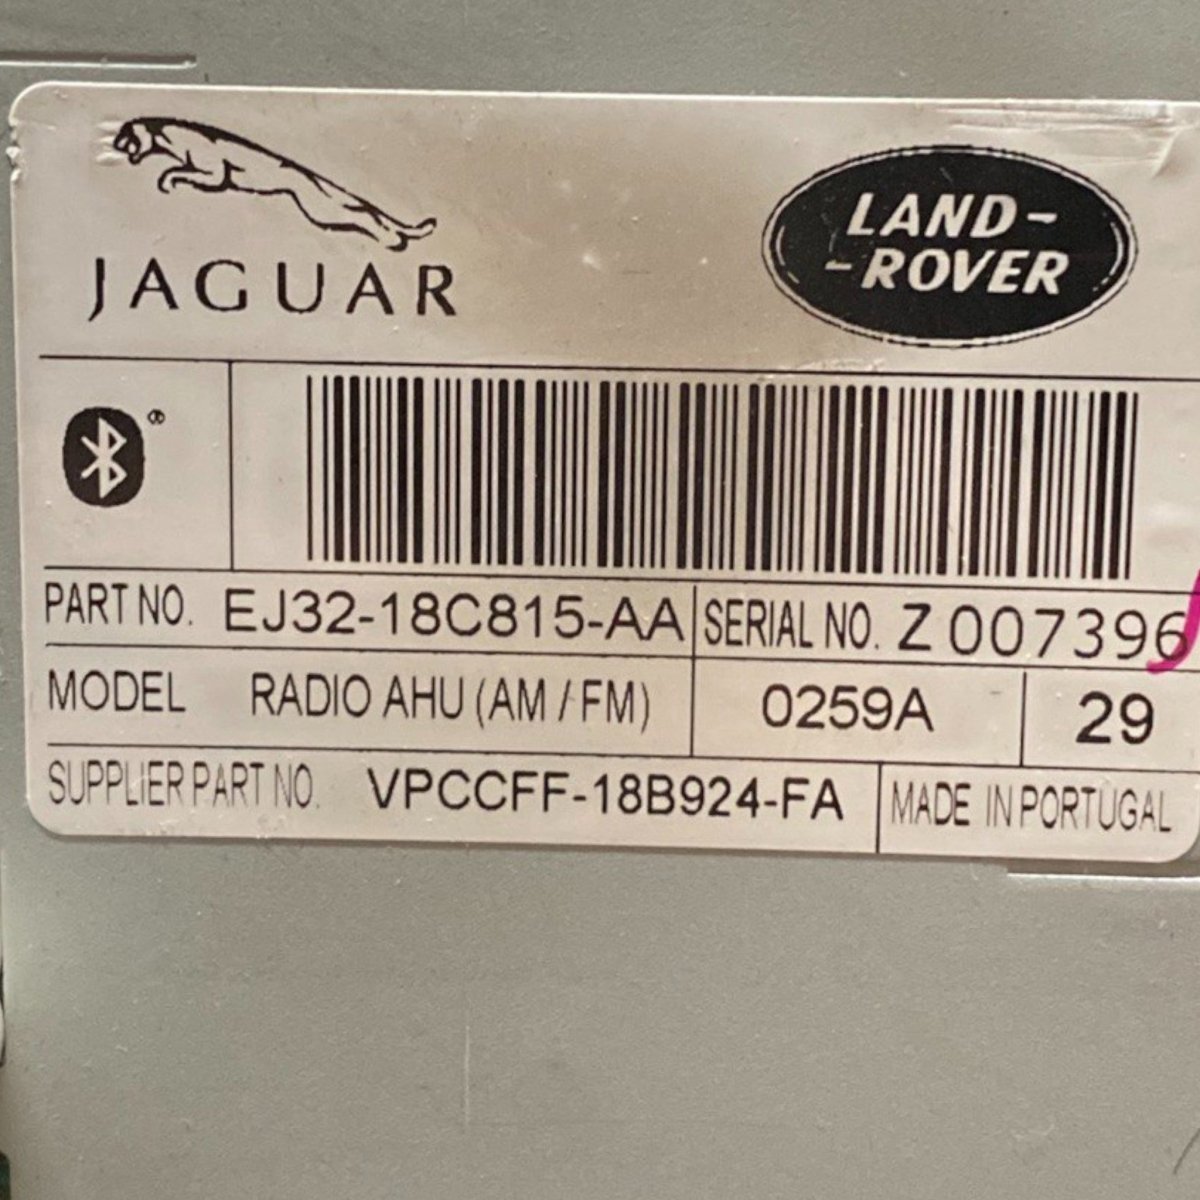 JAGUAR
LAND-
-ROVER
®
PART NO. EJ32-18C815-AA SERIAL NO. Z 007396
MODEL RADIO AHU (AM / FM) 0259A 29
SUPPLIER PART NO. VPCCFF-18B924-FA MADE IN PORTUGAL